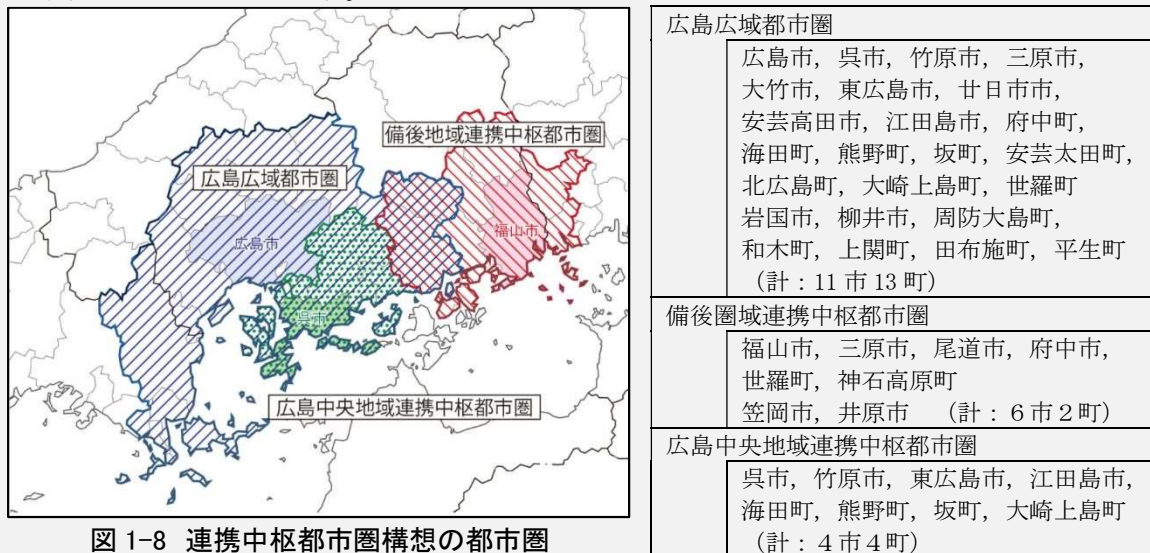 備後地域連携中枢都市圏
広島広域都市圏
広島市
福山市
呉市
広島中央地域連携中枢都市圏
図 1-8 連携中枢都市圏構想の都市圏
広島広域都市圏
広島市, 呉市, 竹原市, 三原市,
大竹市, 東広島市, 廿日市市,
安芸高田市, 江田島市, 府中町,
海田町, 熊野町, 坂町, 安芸太田町,
北広島町, 大崎上島町, 世羅町
岩国市, 柳井市, 周防大島町,
和木町, 上関町, 田布施町, 平生町
(計：11 市 13 町)
備後圏域連携中枢都市圏
福山市, 三原市, 尾道市, 府中市,
世羅町, 神石高原町
笠岡市, 井原市 (計：６市２町)
広島中央地域連携中枢都市圏
呉市, 竹原市, 東広島市, 江田島市,
海田町, 熊野町, 坂町, 大崎上島町
(計：４市４町)